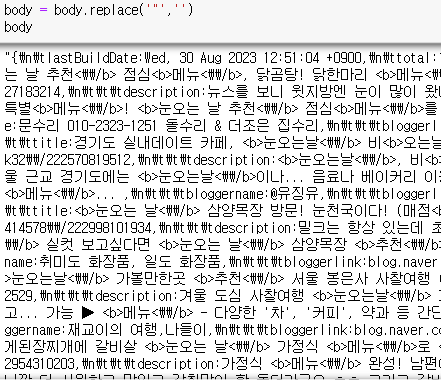 body = body.replace('"','')
body
"{₩n₩tlastBuildDate:Wed, 30 Aug 2023 12:51:04 +0900,₩n₩ttotal:
는 날 추천<₩₩/b> 점심<b>메뉴<₩₩/b>, 닭곰탕! 닭한마리 <b>메뉴<₩
27183214,₩n₩t₩t₩tdescription:뉴스를 보니 윗지방엔 눈이 많이 왔
특별<b>메뉴<₩₩/b>! <b>눈오는 날 추천<₩₩/b> 점심<b>메뉴<₩₩/b>를
e:문수리 010-2323-1251 돌수리 & 더조은 집수리,₩n₩t₩t₩tbloggerli
₩t₩ttitle:경기도 실내데이트 카페, <b>눈오는 날<₩₩/b> 비<b>오는
k32₩₩/222570819512,₩n₩t₩t₩tdescription:<b>눈오는 날<₩₩/b>, 비<b
울 근교 경기도에는 <b>눈오는 날<₩₩/b>이나... 음료나 베이커리 이
<b>메뉴<₩₩/b>... ,₩n₩t₩t₩tbloggername:@유징유,₩n₩t₩t₩tbloggerl
₩t₩ttitle:<b>눈오는 날<₩₩/b> 삼양목장 방문! 눈천국이다! (매점<
414578₩₩/222998101934,₩n₩t₩t₩tdescription:밀크는 항상 있는데 초
₩₩/b> 실컷 보고싶다면 <b>눈오는 날<₩₩/b> 삼양목장 <b>추천<₩₩/b
name:취미도 화장품, 일도 화장품,₩n₩t₩t₩tbloggerlink:blog.naver
>눈오는 날<₩₩/b> 가볼만한곳 <b>추천<₩₩/b> 서울 봉은사 사찰여행
2529,₩n₩t₩t₩tdescription:겨울 도심 사찰여행 <b>눈오는 날<₩₩/b>
고... 가능 ▶ <b>메뉴<₩₩/b> - 다양한 '차', '커피', 약과 등 간단
ggername:재교이의 여행,나들이,₩n₩t₩t₩tbloggerlink:blog.naver.co
게된장찌개에 갈비살 <b>눈오는 날<₩₩/b> 가정식 <b>메뉴<₩₩/b>로 <
2954310203,₩n₩t₩t₩tdescription:가정식 <b>메뉴<₩₩/b> 완성! 남편